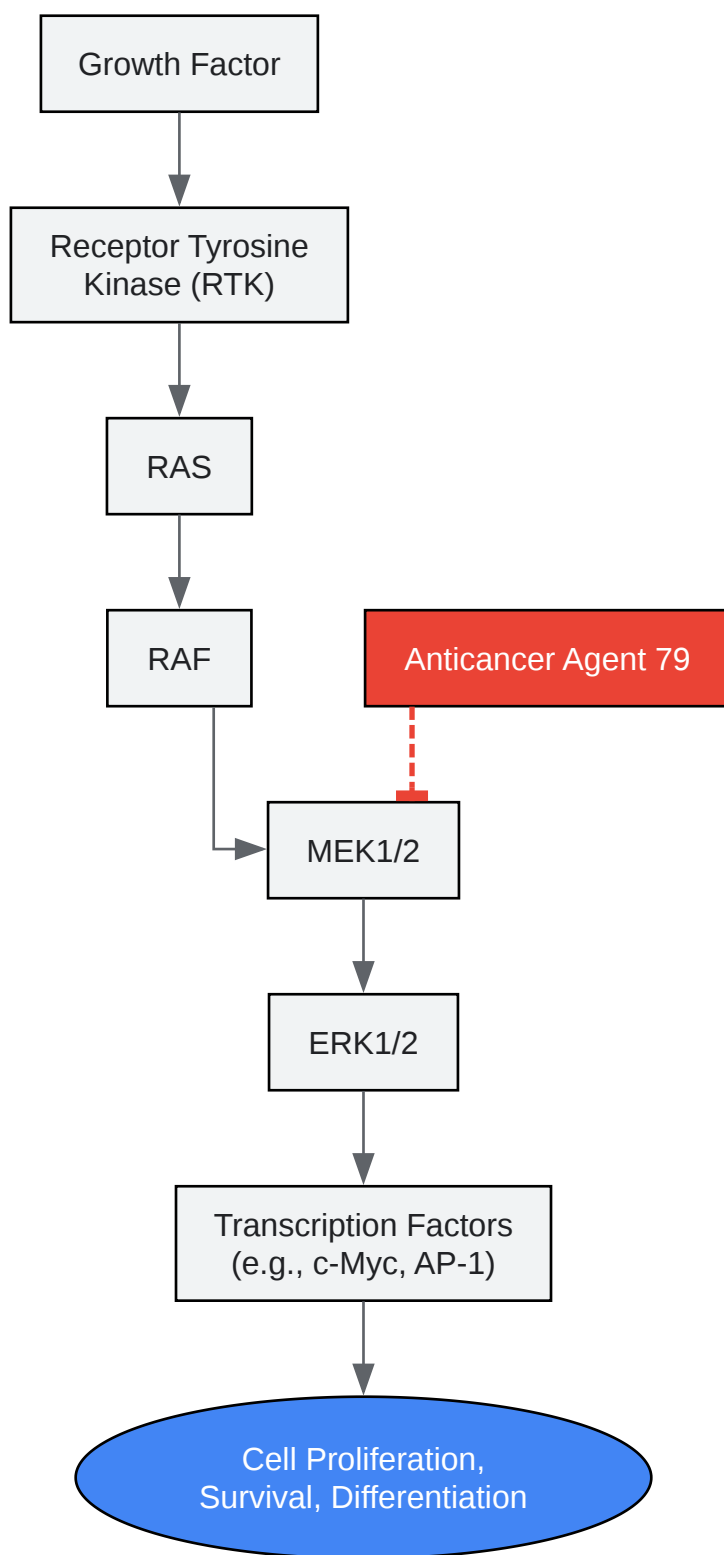 Growth Factor
Receptor Tyrosine
Kinase (RTK)
RAS
RAF
Anticancer Agent 79
MEK1/2
ERK1/2
Transcription Factors
(e.g., c-Myc, AP-1)
Cell Proliferation,
Survival, Differentiation